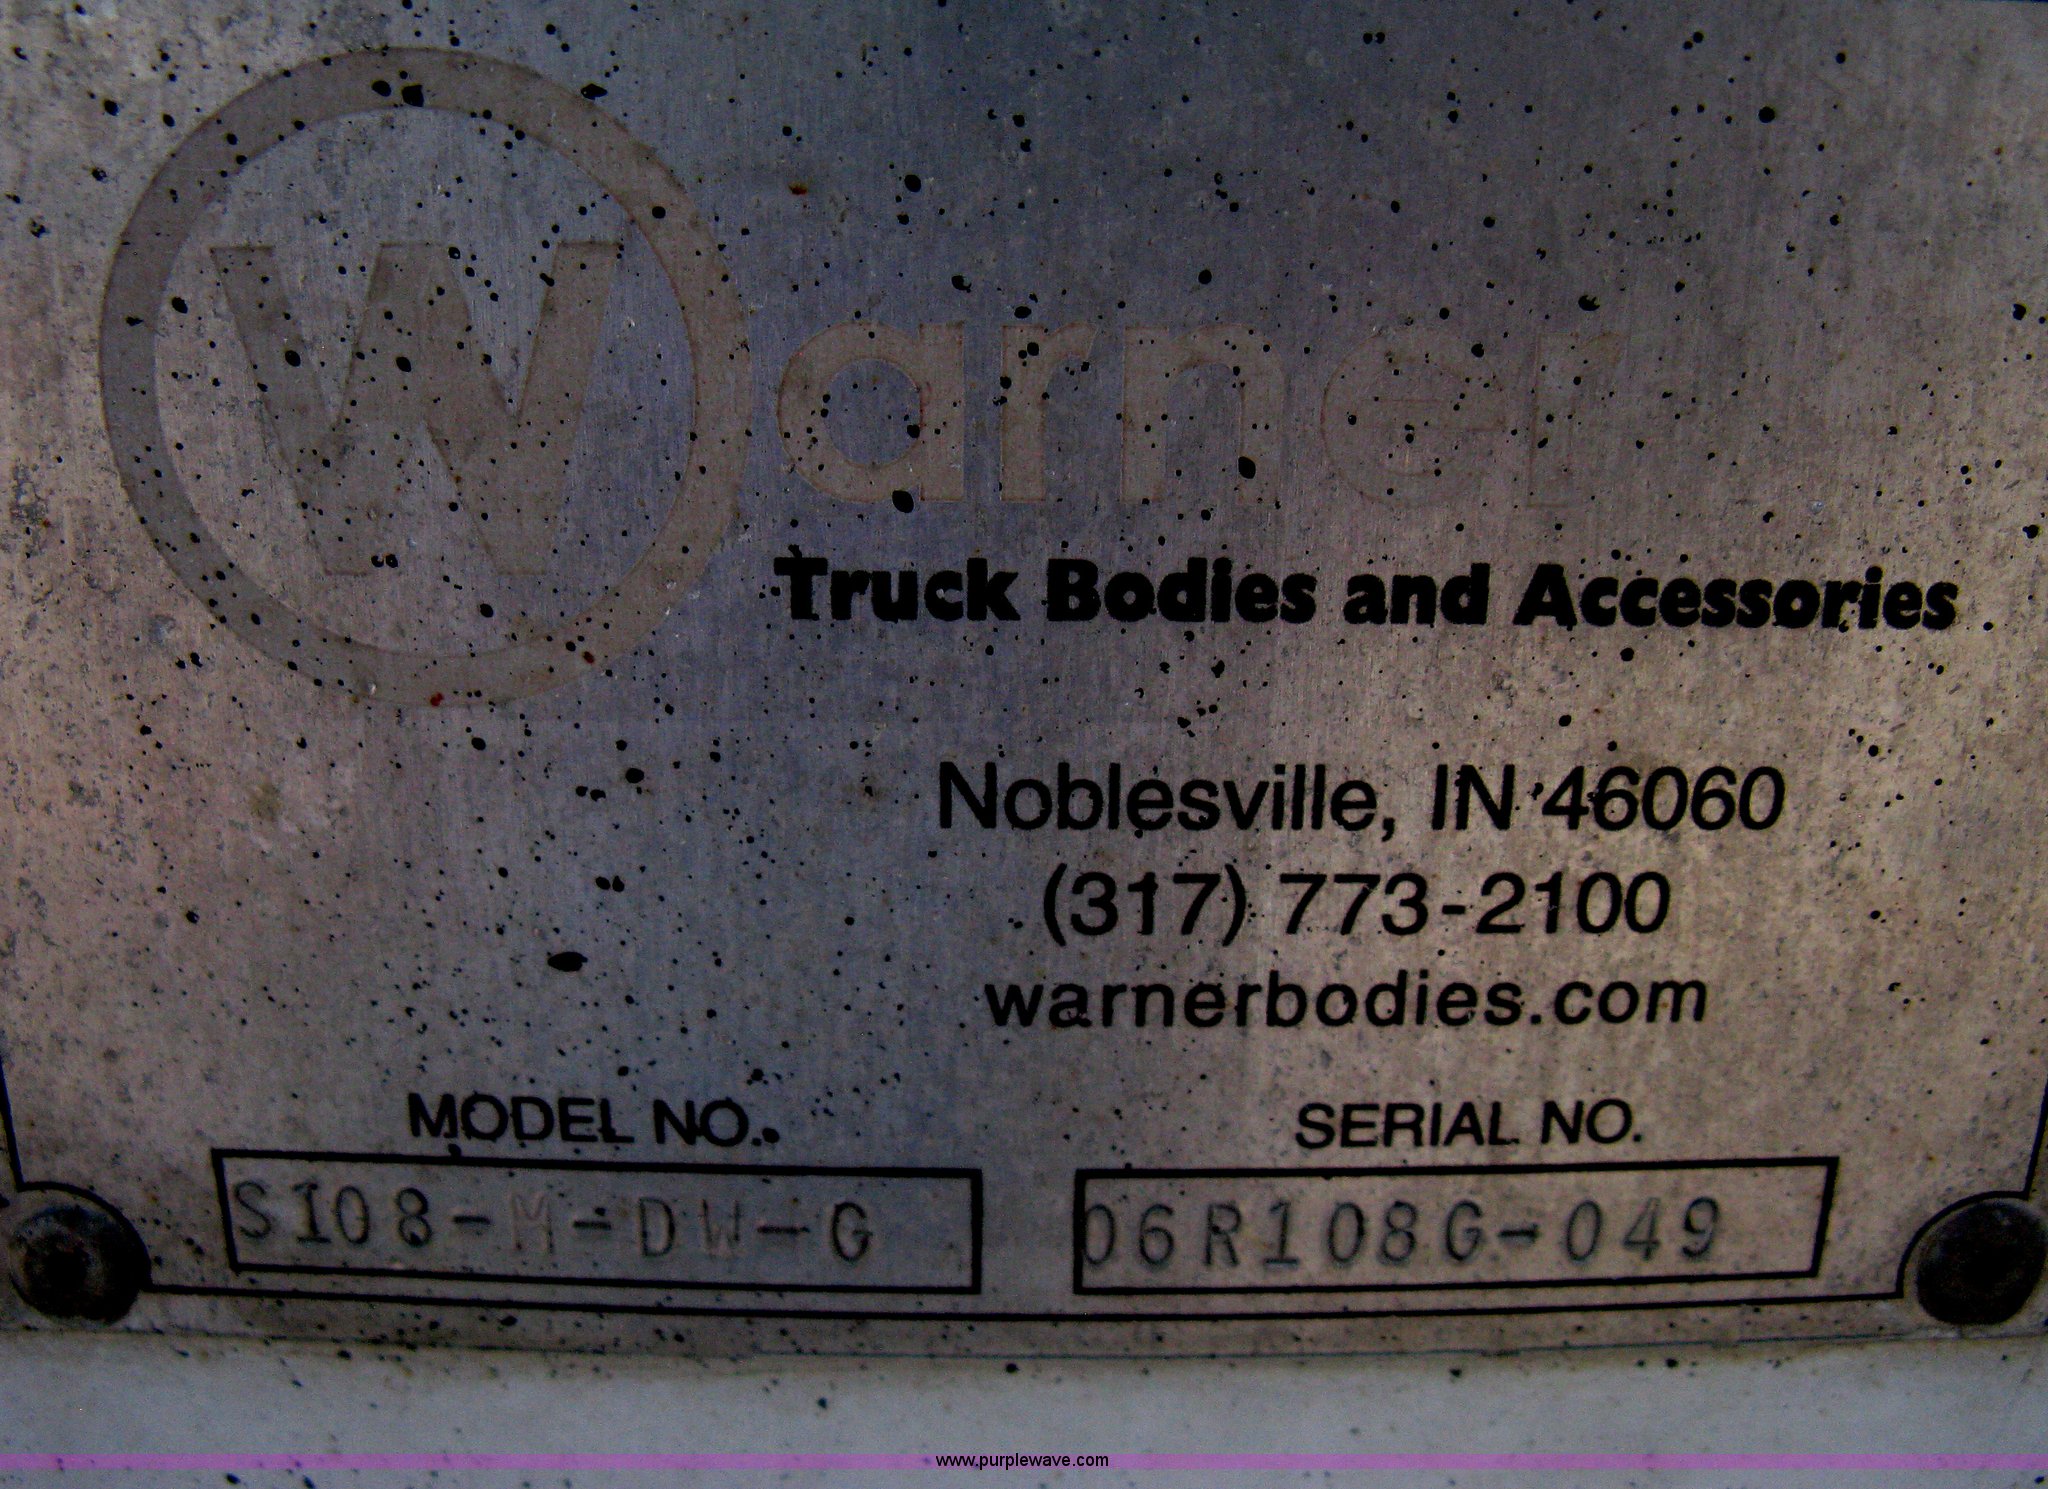 Warner
Truck Bodies and Accessories
Noblesville, IN 46060
(317) 773-2100
warnerbodies.com
MODEL NO. SERIAL NO.
S108-M-DW-G 06R108G-049
www.purplewave.com